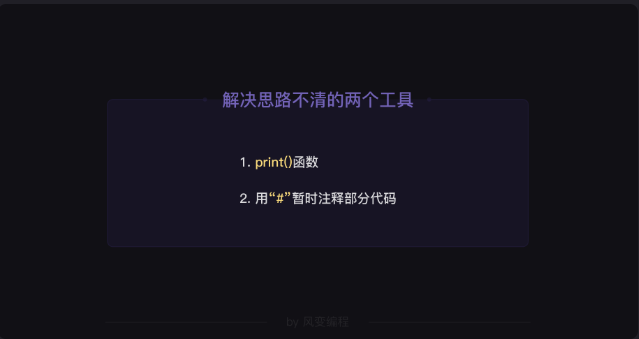 解决思路不清的两个工具
1. print()函数
2. 用“#”暂时注释部分代码
by 风变编程